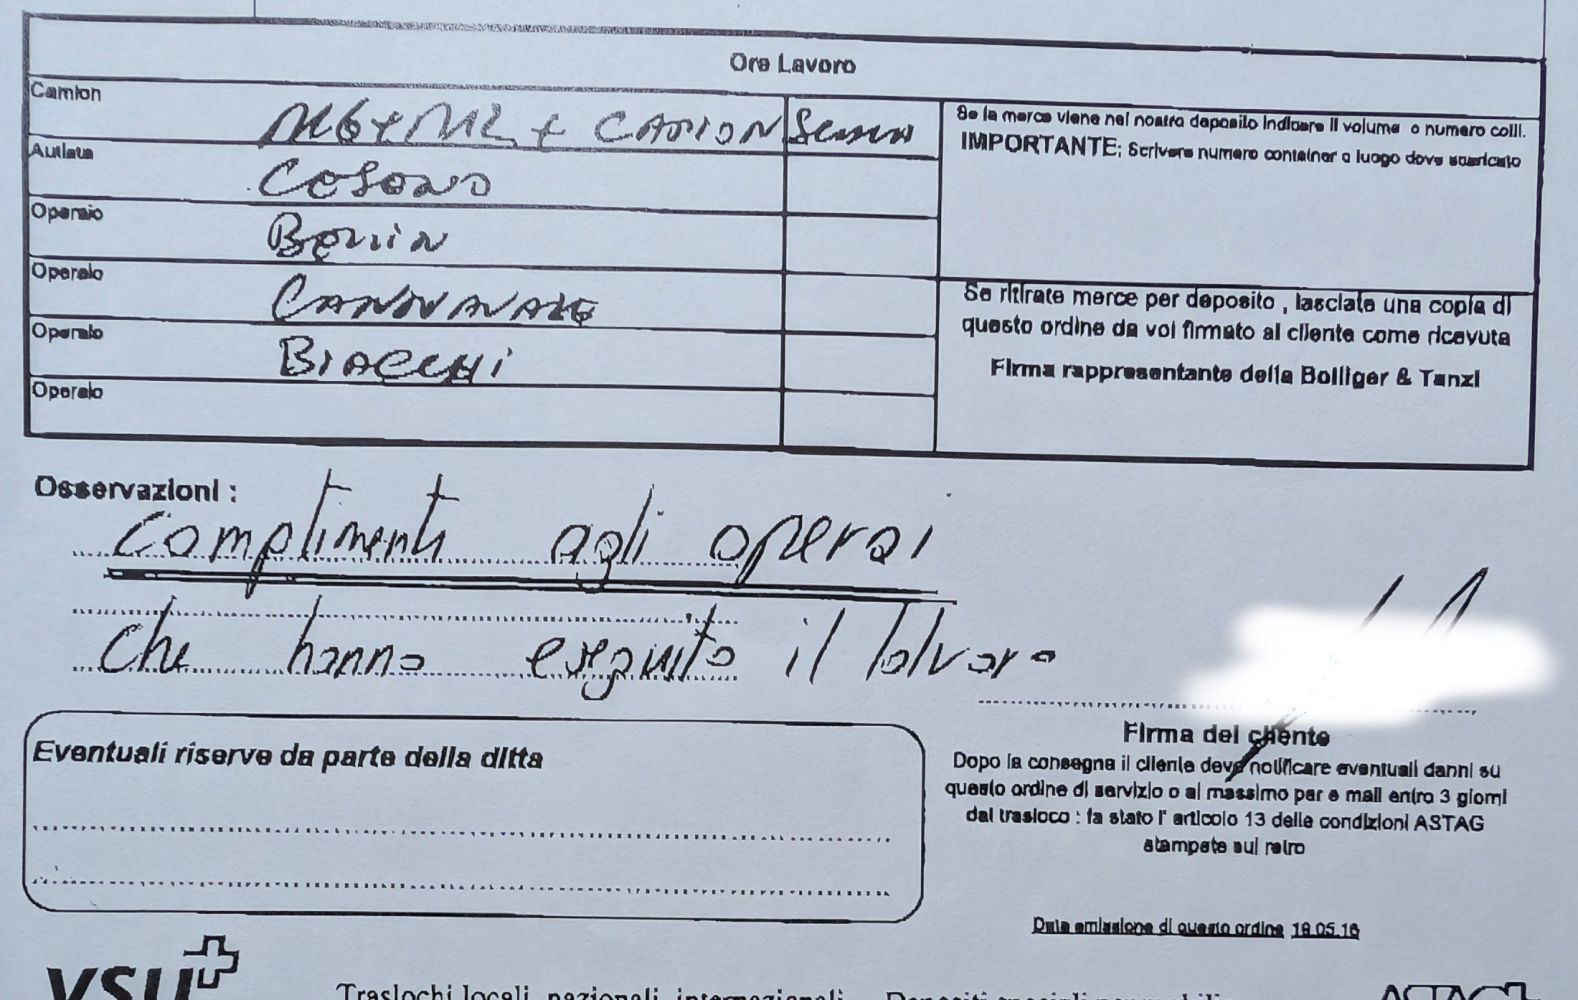 Ore Lavoro
Camion
+ CAMION
Autista
COSONO
Operaio
Operaio
CANNAVALE
Operaio
BIACCHI
Operaio
Se la merce viene nel nostro deposito indicare il volume o numero colli.
IMPORTANTE: Scrivere numero container o luogo dove scaricato
Se ritirate merce per deposito , lasciate una copia di
questo ordine da voi firmato al cliente come ricevuta
Firma rappresentante della Bolliger & Tanzi
Osservazioni :
complimenti agli operai
che hanno eseguito il lolvoro
Eventuali riserve da parte della ditta
Firma del cliente
Dopo la consegna il cliente deve notificare eventuali danni su
questo ordine di servizio o al massimo per e mail entro 3 giorni
dal trasloco : fa stato l' articolo 13 delle condizioni ASTAG
stampate sul retro
Data emissione di questo ordine 18.05.16
VSU
Traslochi locali, nazionali, internazionali
ASTAG